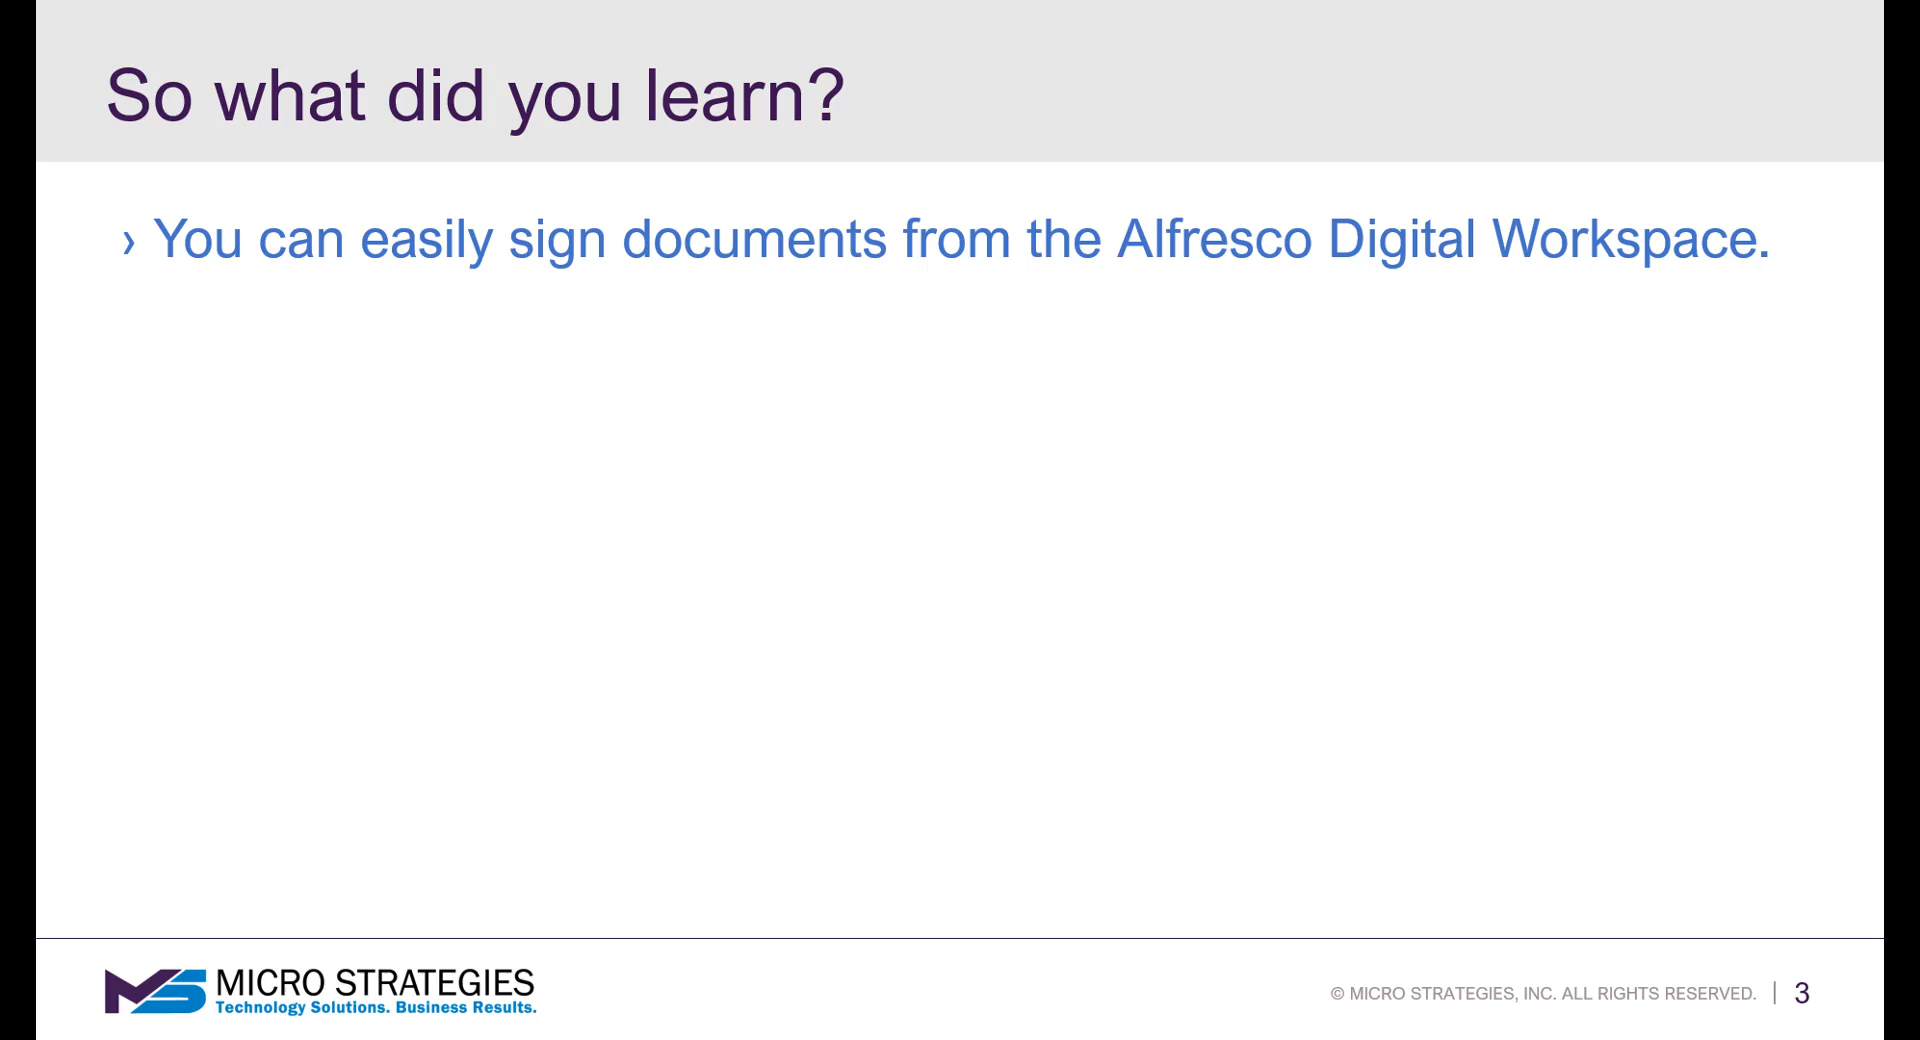 So what did you learn?
› You can easily sign documents from the Alfresco Digital Workspace.
MS MICRO STRATEGIES
Technology Solutions. Business Results.
© MICRO STRATEGIES, INC. ALL RIGHTS RESERVED. | 3